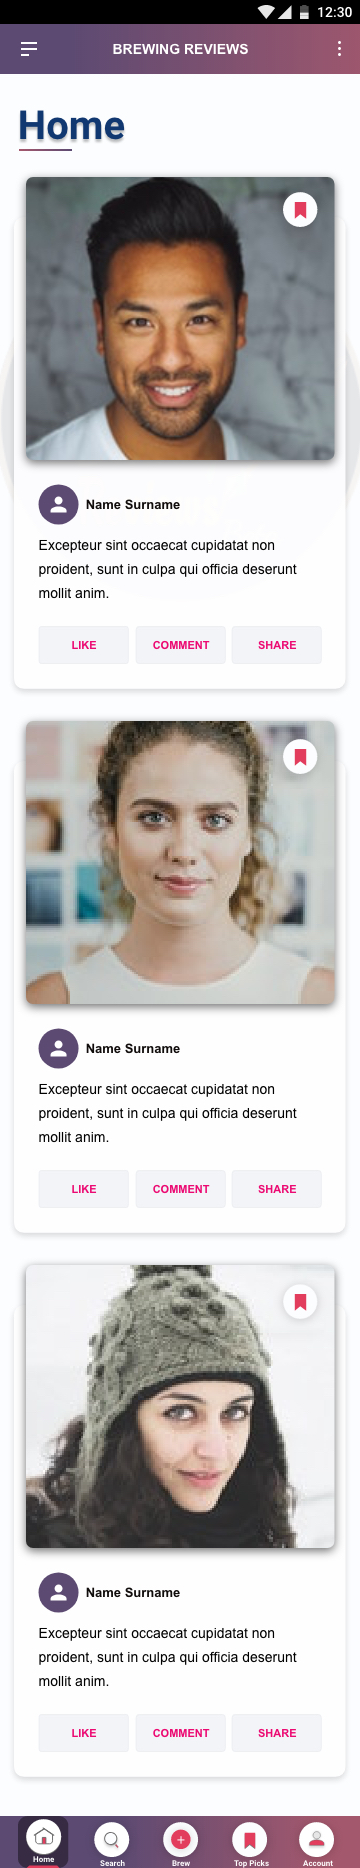 12:30
BREWING REVIEWS
Home
Name Surname
Excepteur sint occaecat cupidatat non
proident, sunt in culpa qui officia deserunt
mollit anim.
LIKE COMMENT SHARE
Name Surname
Excepteur sint occaecat cupidatat non
proident, sunt in culpa qui officia deserunt
mollit anim.
LIKE COMMENT SHARE
Name Surname
Excepteur sint occaecat cupidatat non
proident, sunt in culpa qui officia deserunt
mollit anim.
LIKE COMMENT SHARE
Home Search Brew Top Picks Account